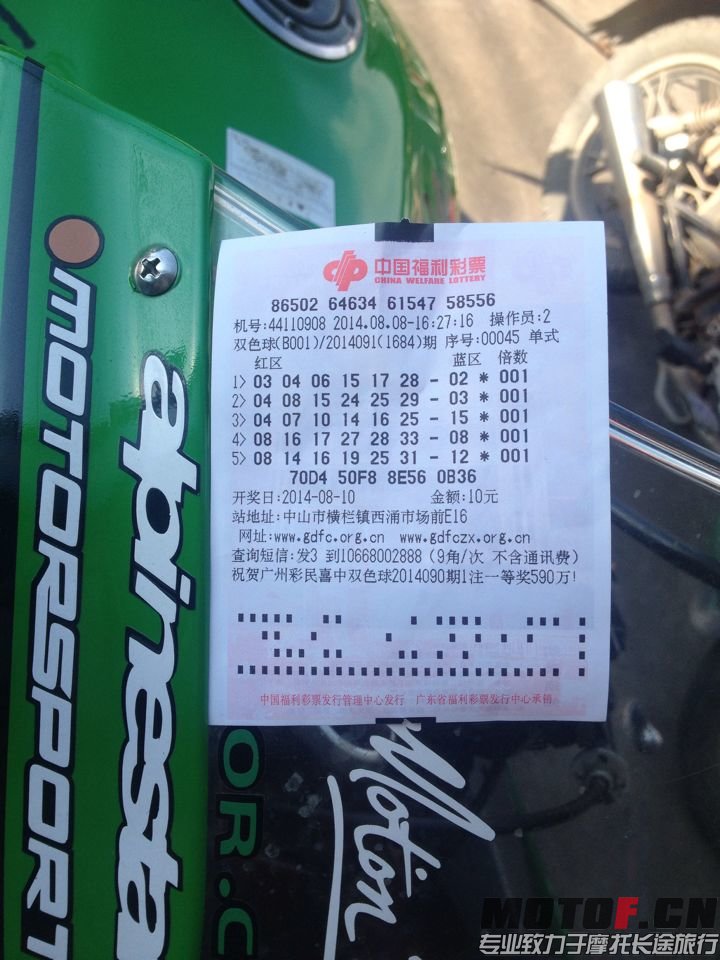 中国福利彩票
CHINA WELFARE LOTTERY
86502 64634 61547 58556
机号:44110908 2014.08.08-16:27:16 操作员:2
双色球(B001)/2014091(1684)期 序号:00045 单式
红区 蓝区 倍数
1> 03 04 06 15 17 28 - 02 * 001
2> 04 08 15 24 25 29 - 03 * 001
3> 04 07 10 14 16 25 - 15 * 001
4> 08 16 17 27 28 33 - 08 * 001
5> 08 14 16 19 25 31 - 12 * 001
70D4 50F8 8E56 0B36
开奖日:2014-08-10 金额:10元
站地址:中山市横栏镇西涌市场前E16
网址:www.gdfc.org.cn www.gdfczx.org.cn
查询短信:发3 到10668002888 (9角/次 不含通讯费)
祝贺广州彩民喜中双色球2014090期1注一等奖590万!
中国福利彩票发行管理中心发行 广东省福利彩票发行中心承销
MOTORSPORT
alpinesta
OR.C
Motion
MOTOF.CN
专业致力于摩托长途旅行